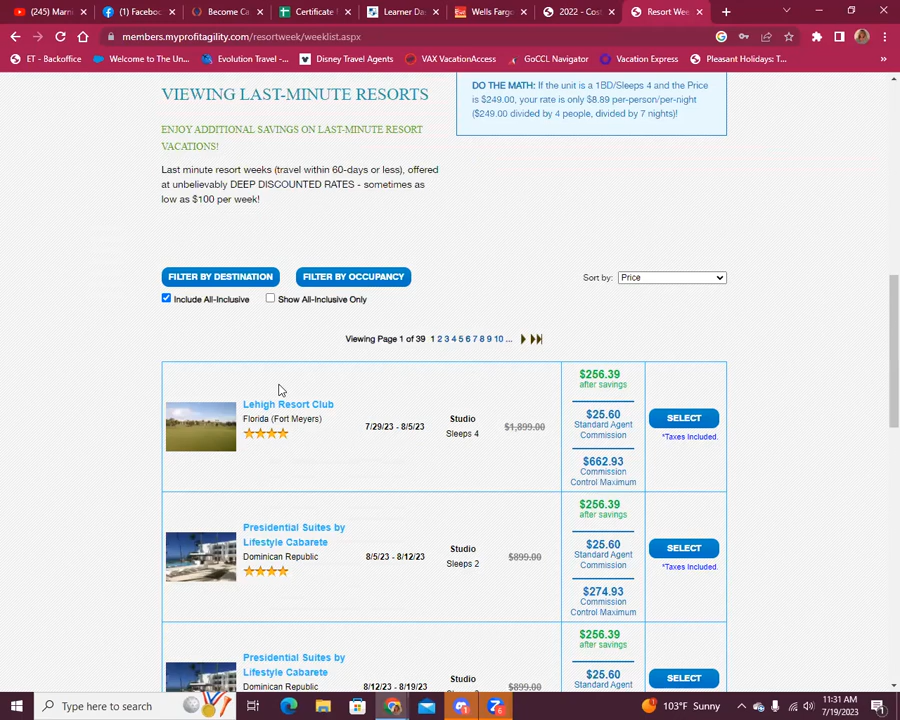 (245) Marri
(1) Faceboo
Become Ca
Certificate I
Learner Das
Wells Fargo
2022 - Cost
Resort Wee
members.myprofitagility.com/resortweek/weeklist.aspx
ET - Backoffice
Welcome to The Un...
Evolution Travel -...
Disney Travel Agents
VAX VacationAccess
GoCCL Navigator
Vacation Express
Pleasant Holidays: T...
VIEWING LAST-MINUTE RESORTS
DO THE MATH: If the unit is a 1BD/Sleeps 4 and the Price
is $249.00, your rate is only $8.89 per-person/per-night
($249.00 divided by 4 people, divided by 7 nights)!
ENJOY ADDITIONAL SAVINGS ON LAST-MINUTE RESORT
VACATIONS!
Last minute resort weeks (travel within 60-days or less), offered
at unbelievably DEEP DISCOUNTED RATES - sometimes as
low as $100 per week!
FILTER BY DESTINATION
FILTER BY OCCUPANCY
Sort by: Price
Include All-Inclusive
Show All-Inclusive Only
Viewing Page 1 of 39 1 2 3 4 5 6 7 8 9 10 ...
Lehigh Resort Club
Florida (Fort Meyers)
7/29/23 - 8/5/23
Studio
Sleeps 4
$1,899.00
$256.39
after savings
$25.60
Standard Agent
Commission
$662.93
Commission
Control Maximum
SELECT
*Taxes Included.
Presidential Suites by
Lifestyle Cabarete
Dominican Republic
8/5/23 - 8/12/23
Studio
Sleeps 2
$899.00
$256.39
after savings
$25.60
Standard Agent
Commission
$274.93
Commission
Control Maximum
SELECT
*Taxes Included.
Presidential Suites by
Lifestyle Cabarete
Dominican Republic
8/12/23 - 8/19/23
Studio
$899.00
$256.39
after savings
$25.60
Standard Agent
SELECT
Type here to search
103°F Sunny
11:31 AM
7/19/2023